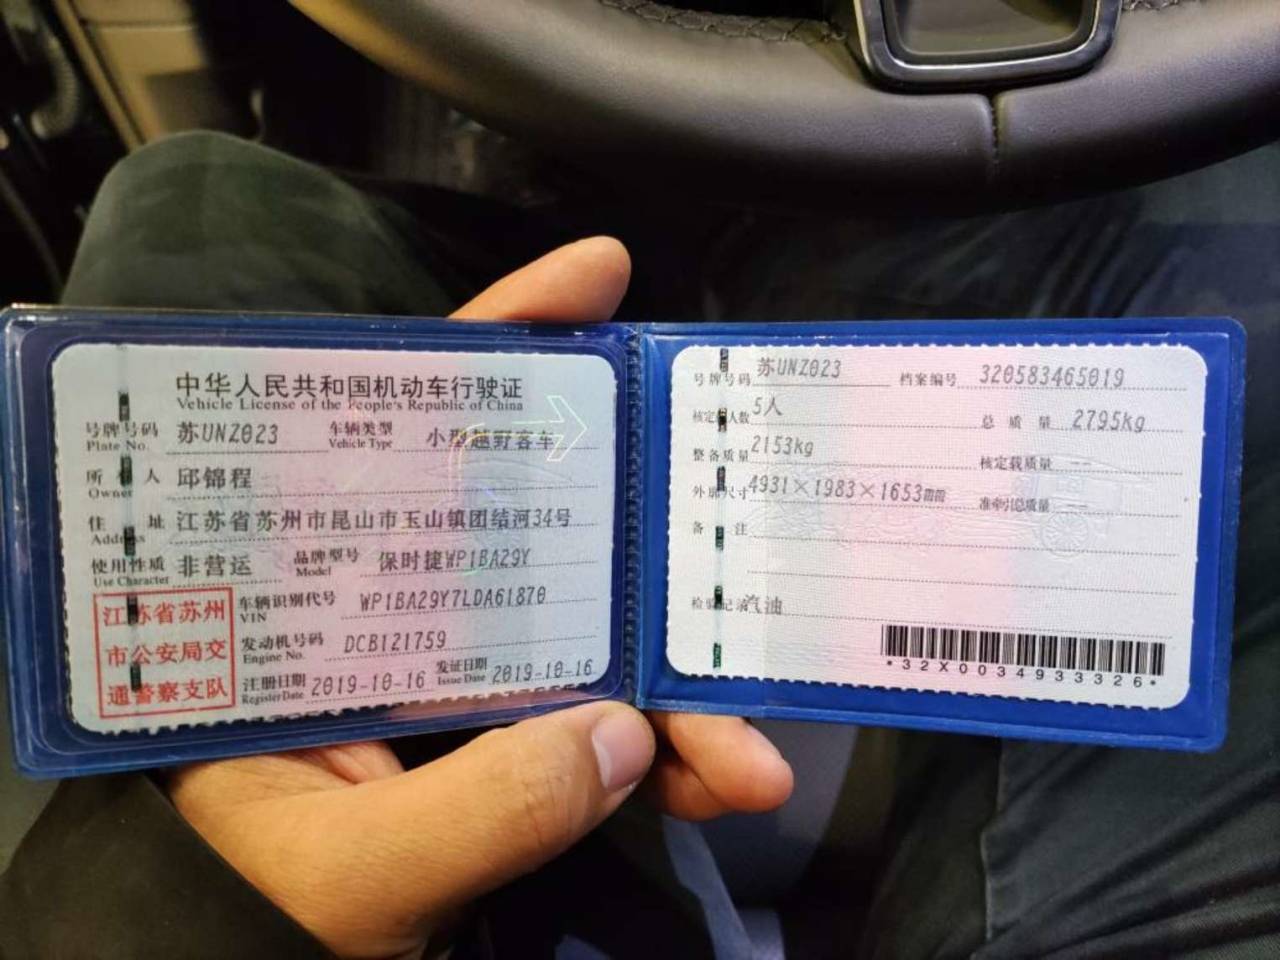 中华人民共和国机动车行驶证
Vehicle License of the People's Republic of China
号牌号码 苏UNZ023 车辆类型 小型越野客车
Plate No. Vehicle Type
所 人 邱锦程
Owner
住 址 江苏省苏州市昆山市玉山镇团结河34号
Address
使用性质 非营运 品牌型号 保时捷WP1BA29Y
Use Character Model
江苏省苏州
市公安局交
通警察支队
车辆识别代号 WP1BA29Y7LDA61870
VIN
发动机号码 DCB121759
Engine No.
注册日期 2019-10-16 发证日期 2019-10-16
Register Date Issue Date
号牌号码 苏UNZ023 档案编号 320583465019
核定人数 5人 总质量 2795kg
整备质量 2153kg 核定载质量 --
外廓尺寸 4931×1983×1653mm 准牵引总质量 --
备 注
检验记录 汽油
*32X0034933326*